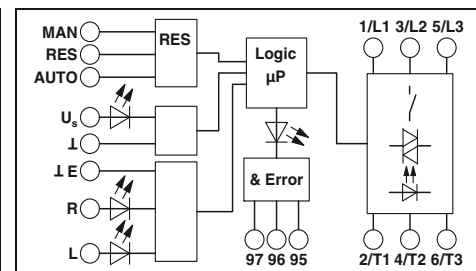 MAN
RES
AUTO
RES
Logic
µP
1/L1 3/L2 5/L3
Us
⊥
⊥ E
R
L
& Error
97 96 95
2/T1 4/T2 6/T3